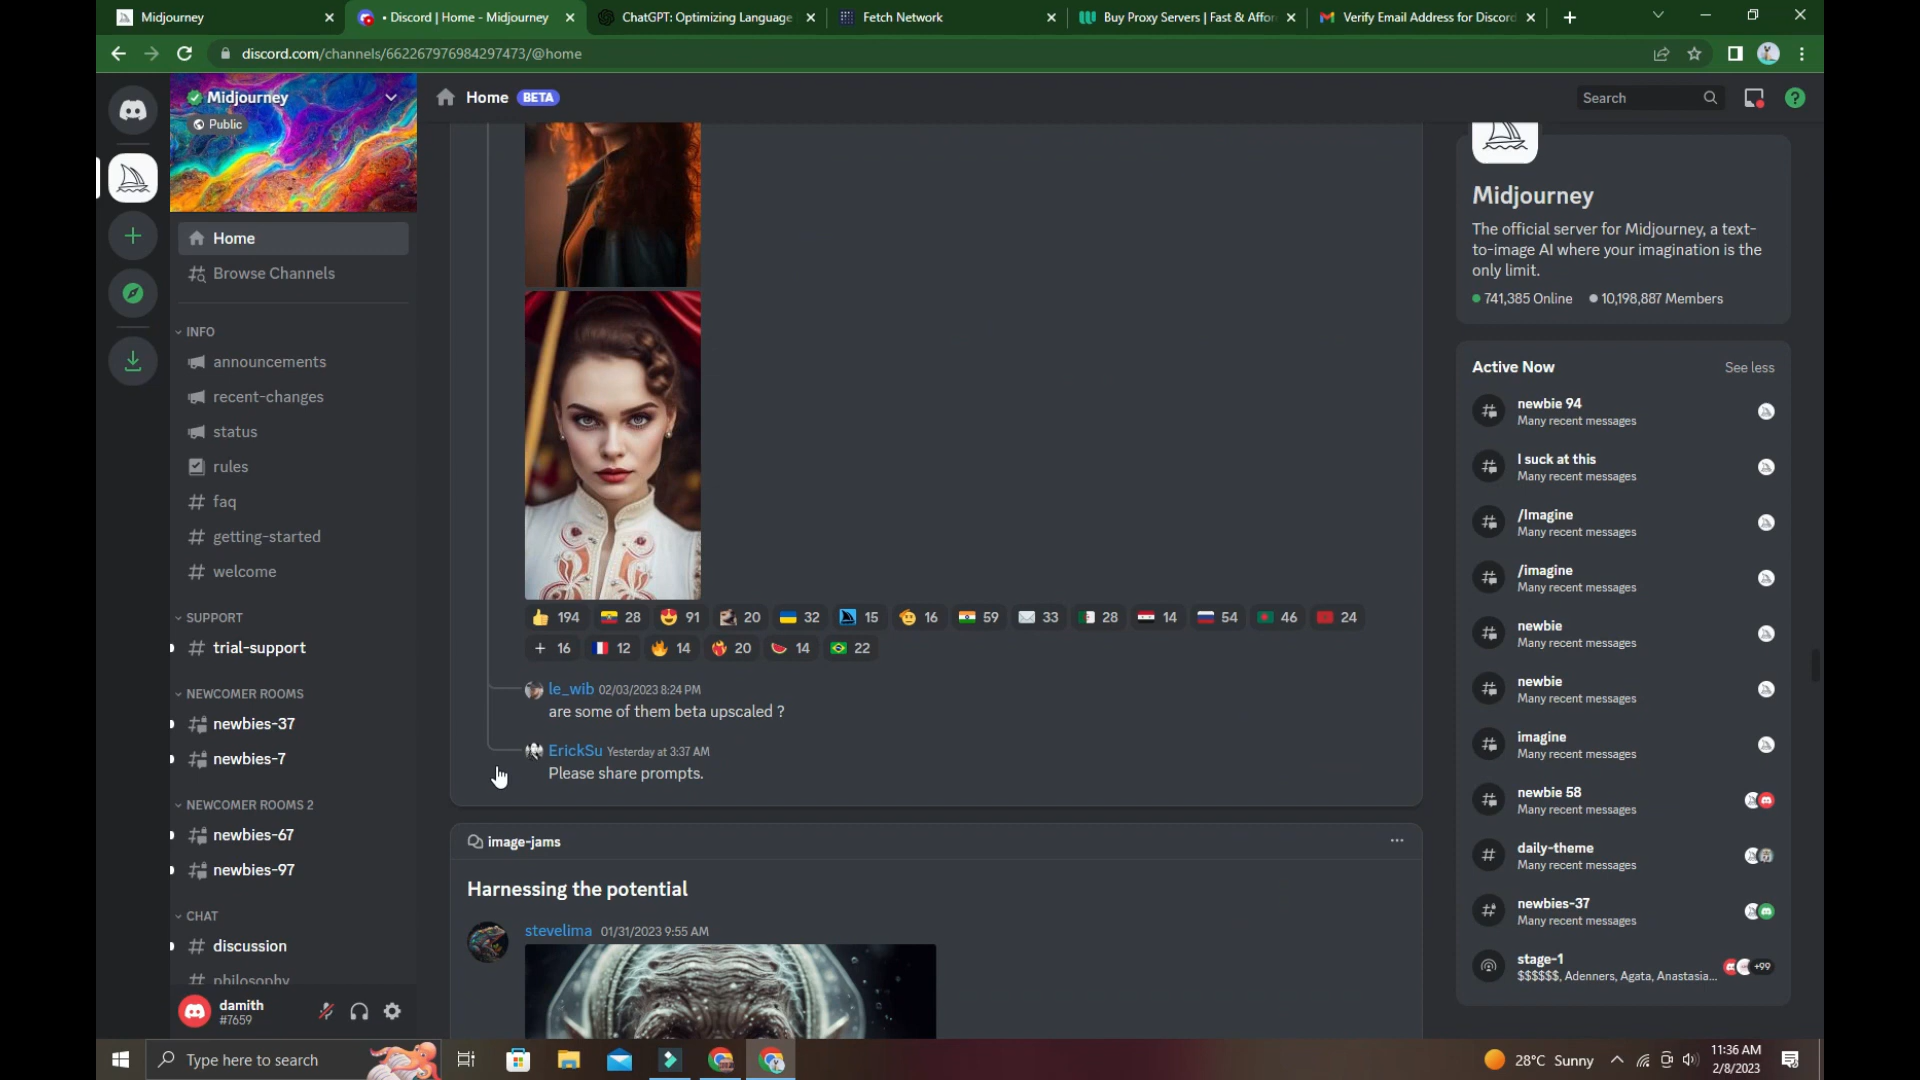 Midjourney
• Discord | Home - Midjourney
ChatGPT: Optimizing Language
Fetch Network
Buy Proxy Servers | Fast & Affor
Verify Email Address for Discord
discord.com/channels/662267976984297473/@home
Midjourney
Public
Home
Browse Channels
INFO
announcements
recent-changes
status
rules
faq
getting-started
welcome
SUPPORT
trial-support
NEWCOMER ROOMS
newbies-37
newbies-7
NEWCOMER ROOMS 2
newbies-67
newbies-97
CHAT
discussion
philosophy
damith
#7659
Home BETA
Search
194 28 91 20 32 15 16 59 33 28 14 54 46 24
16 12 14 20 14 22
le_wib 02/03/2023 8:24 PM
are some of them beta upscaled ?
ErickSu Yesterday at 3:37 AM
Please share prompts.
image-jams
Harnessing the potential
stevelima 01/31/2023 9:55 AM
Midjourney
The official server for Midjourney, a text-
to-image AI where your imagination is the
only limit.
741,385 Online 10,198,887 Members
Active Now See less
newbie 94
Many recent messages
I suck at this
Many recent messages
/Imagine
Many recent messages
/imagine
Many recent messages
newbie
Many recent messages
newbie
Many recent messages
imagine
Many recent messages
newbie 58
Many recent messages
daily-theme
Many recent messages
newbies-37
Many recent messages
stage-1
$$$$$$, Adenners, Agata, Anastasia... +99
Type here to search
28°C Sunny
11:36 AM
2/8/2023